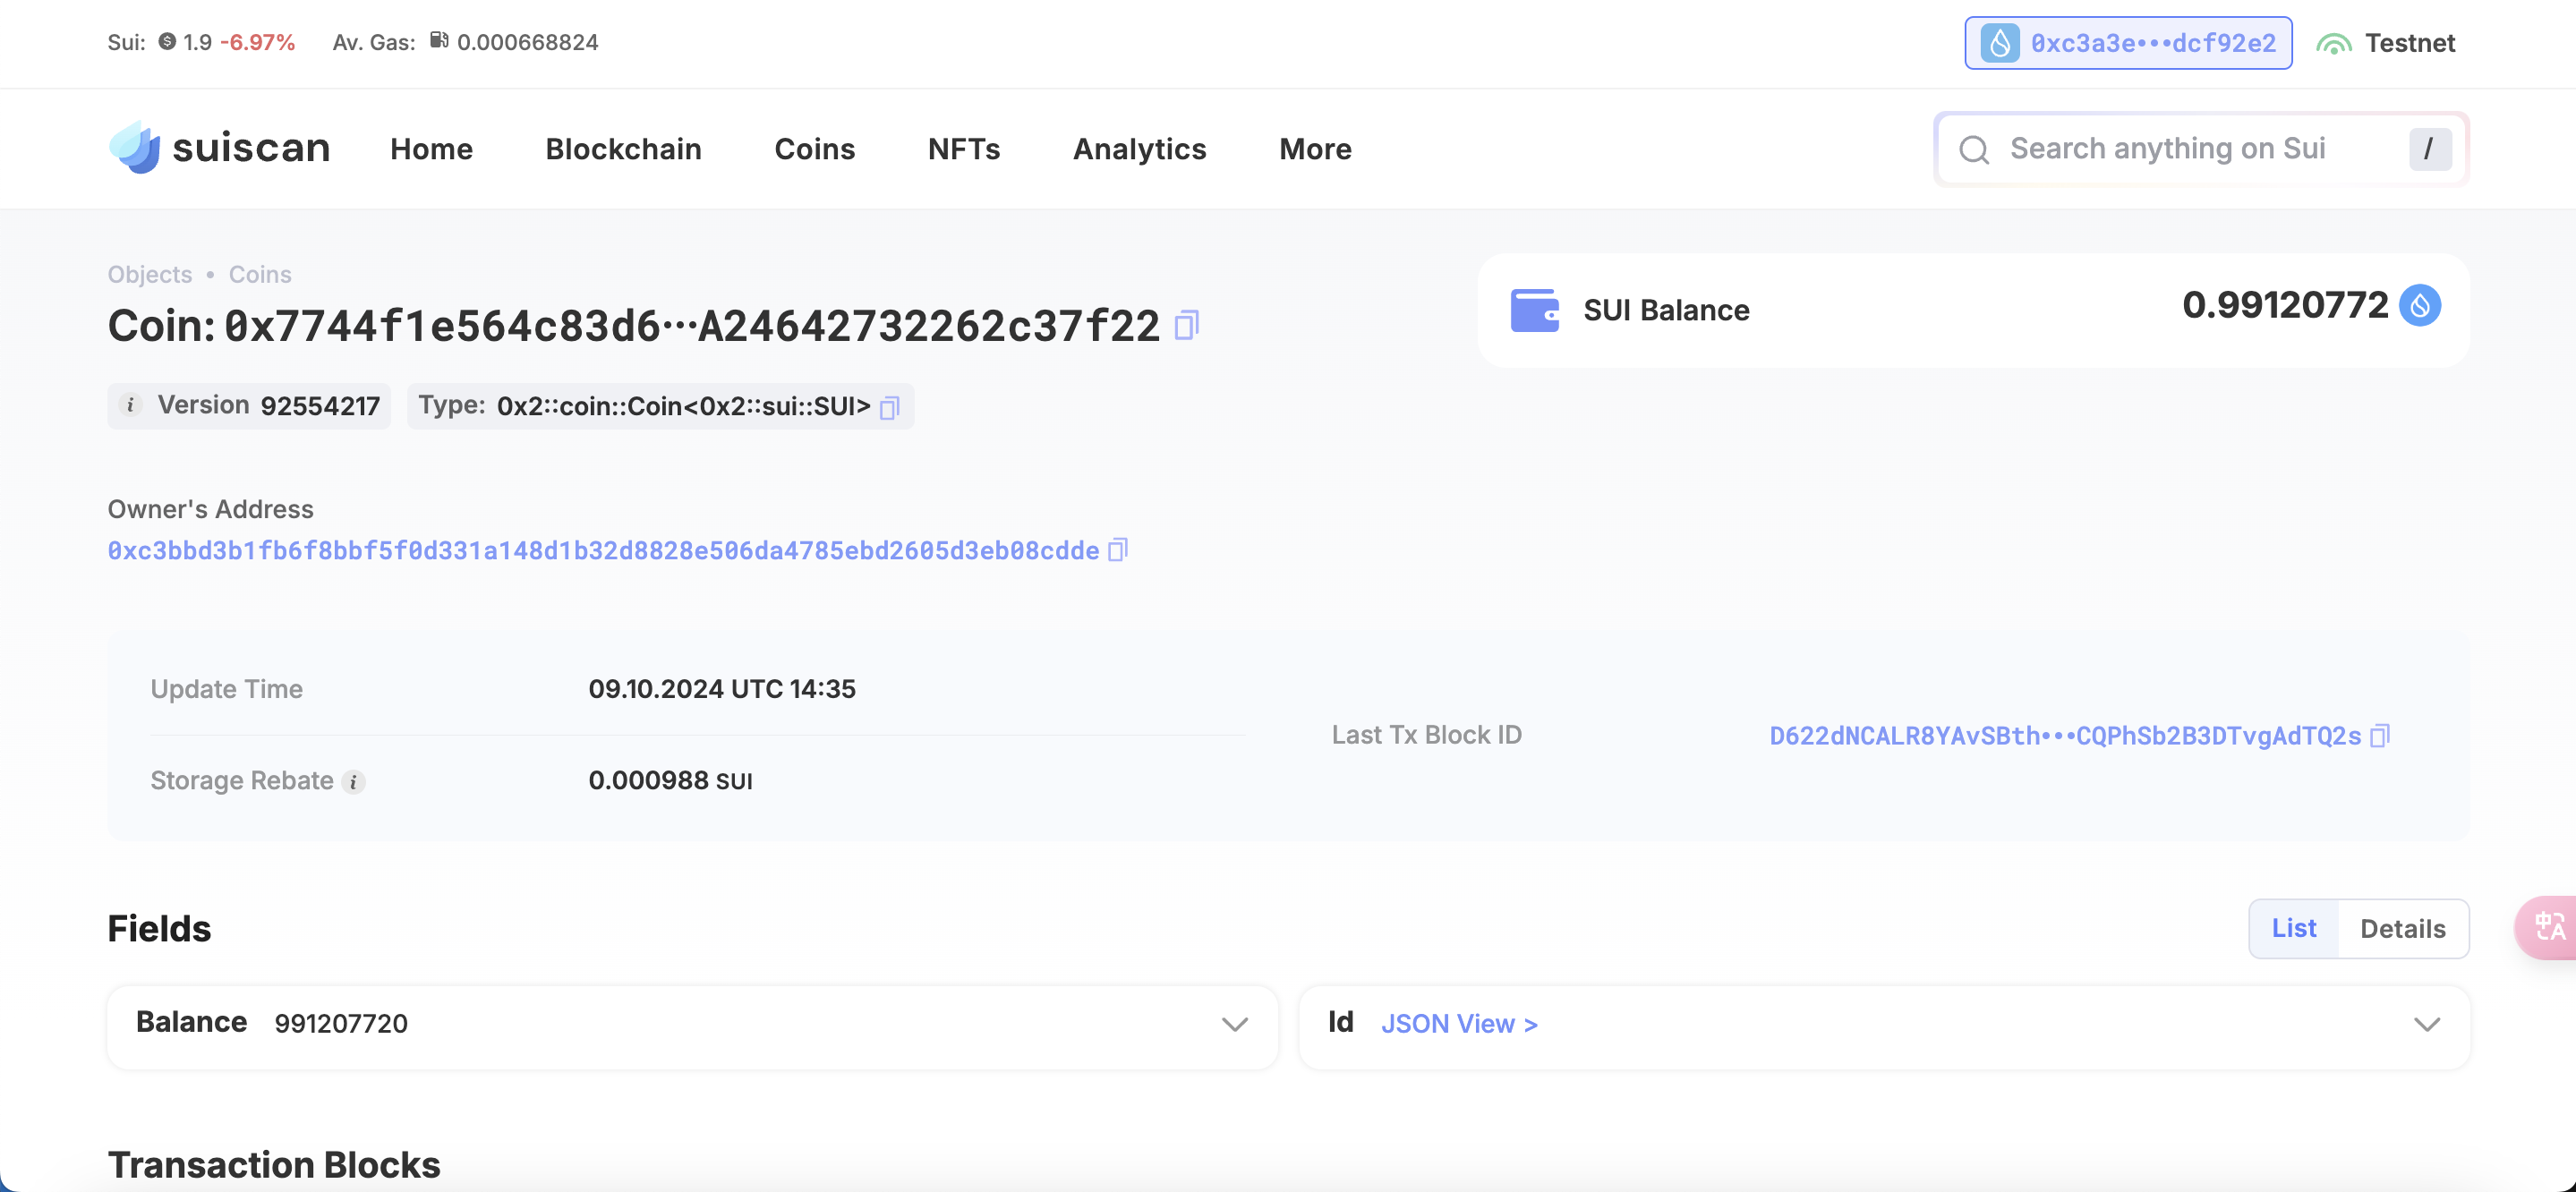 Sui: 1.9 -6.97% Av. Gas: 0.000668824
0xc3a3e•••dcf92e2 Testnet
suiscan Home Blockchain Coins NFTs Analytics More
Search anything on Sui /
Objects • Coins
Coin: 0x7744f1e564c83d6•••A24642732262c37f22
SUI Balance 0.99120772
Version 92554217 Type: 0x2::coin::Coin<0x2::sui::SUI>
Owner's Address
0xc3bbd3b1fb6f8bbf5f0d331a148d1b32d8828e506da4785ebd2605d3eb08cdde
Update Time 09.10.2024 UTC 14:35
Last Tx Block ID D622dNCALR8YAvSBth•••CQPhSb2B3DTvgAdTQ2s
Storage Rebate 0.000988 SUI
Fields
List Details
Balance 991207720
Id JSON View >
Transaction Blocks